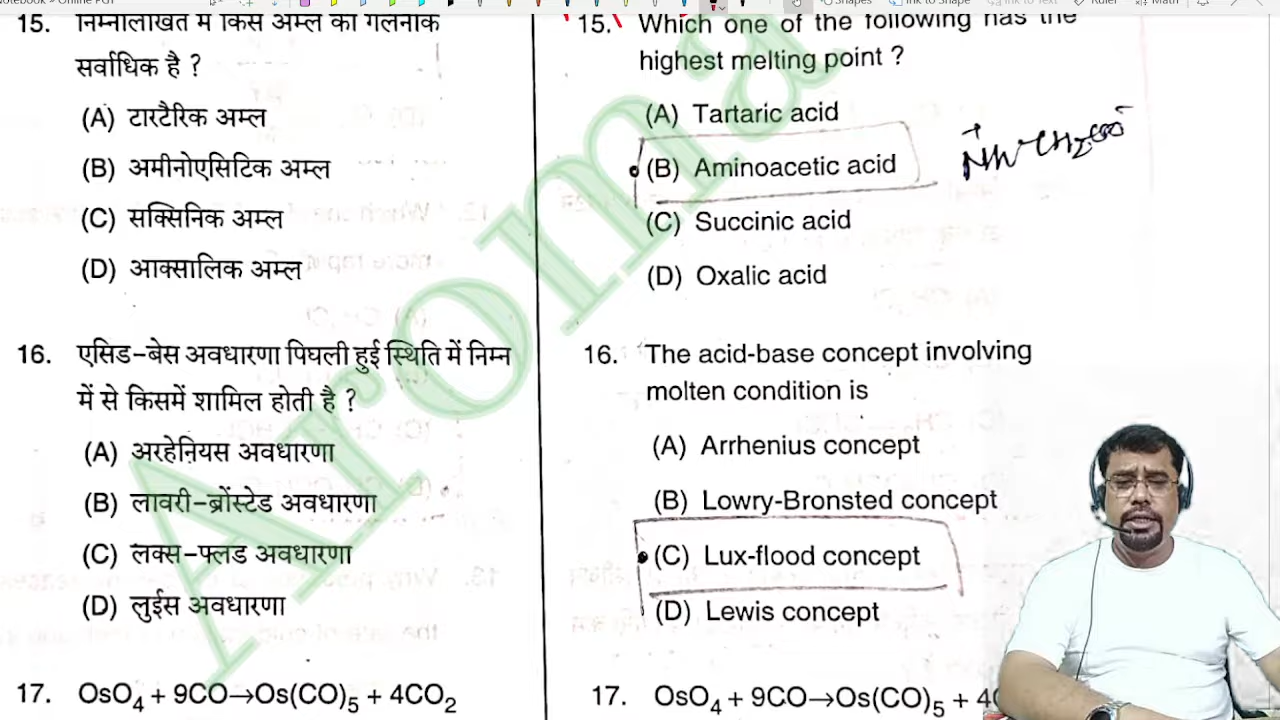 15. निम्नलिखित में किस अम्ल का गलनांक
सर्वाधिक है ?
(A) टारटैरिक अम्ल
(B) अमीनोएसिटिक अम्ल
(C) सक्सिनिक अम्ल
(D) आक्सालिक अम्ल
16. एसिड-बेस अवधारणा पिघली हुई स्थिति में निम्न
में से किसमें शामिल होती है ?
(A) अरहेनियस अवधारणा
(B) लावरी-ब्रोंस्टेड अवधारणा
(C) लक्स-फ्लड अवधारणा
(D) लुईस अवधारणा
17. OsO₄ + 9CO→Os(CO)₅ + 4CO₂
15. Which one of the following has the
highest melting point ?
(A) Tartaric acid
(B) Aminoacetic acid
(C) Succinic acid
(D) Oxalic acid
16. The acid-base concept involving
molten condition is
(A) Arrhenius concept
(B) Lowry-Bronsted concept
(C) Lux-flood concept
(D) Lewis concept
17. OsO₄ + 9CO→Os(CO)₅ + 4
Aroma
Shapes
Ink to Shape
Ink to Text
Ruler
Math